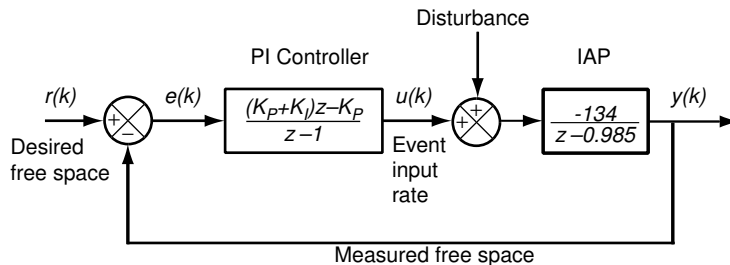 Disturbance
PI Controller
IAP
r(k)
e(k)
(K_P+K_I)z–K_P
z–1
u(k)
-134
z–0.985
y(k)
+
–
+
+
Desired
free space
Event
input
rate
Measured free space